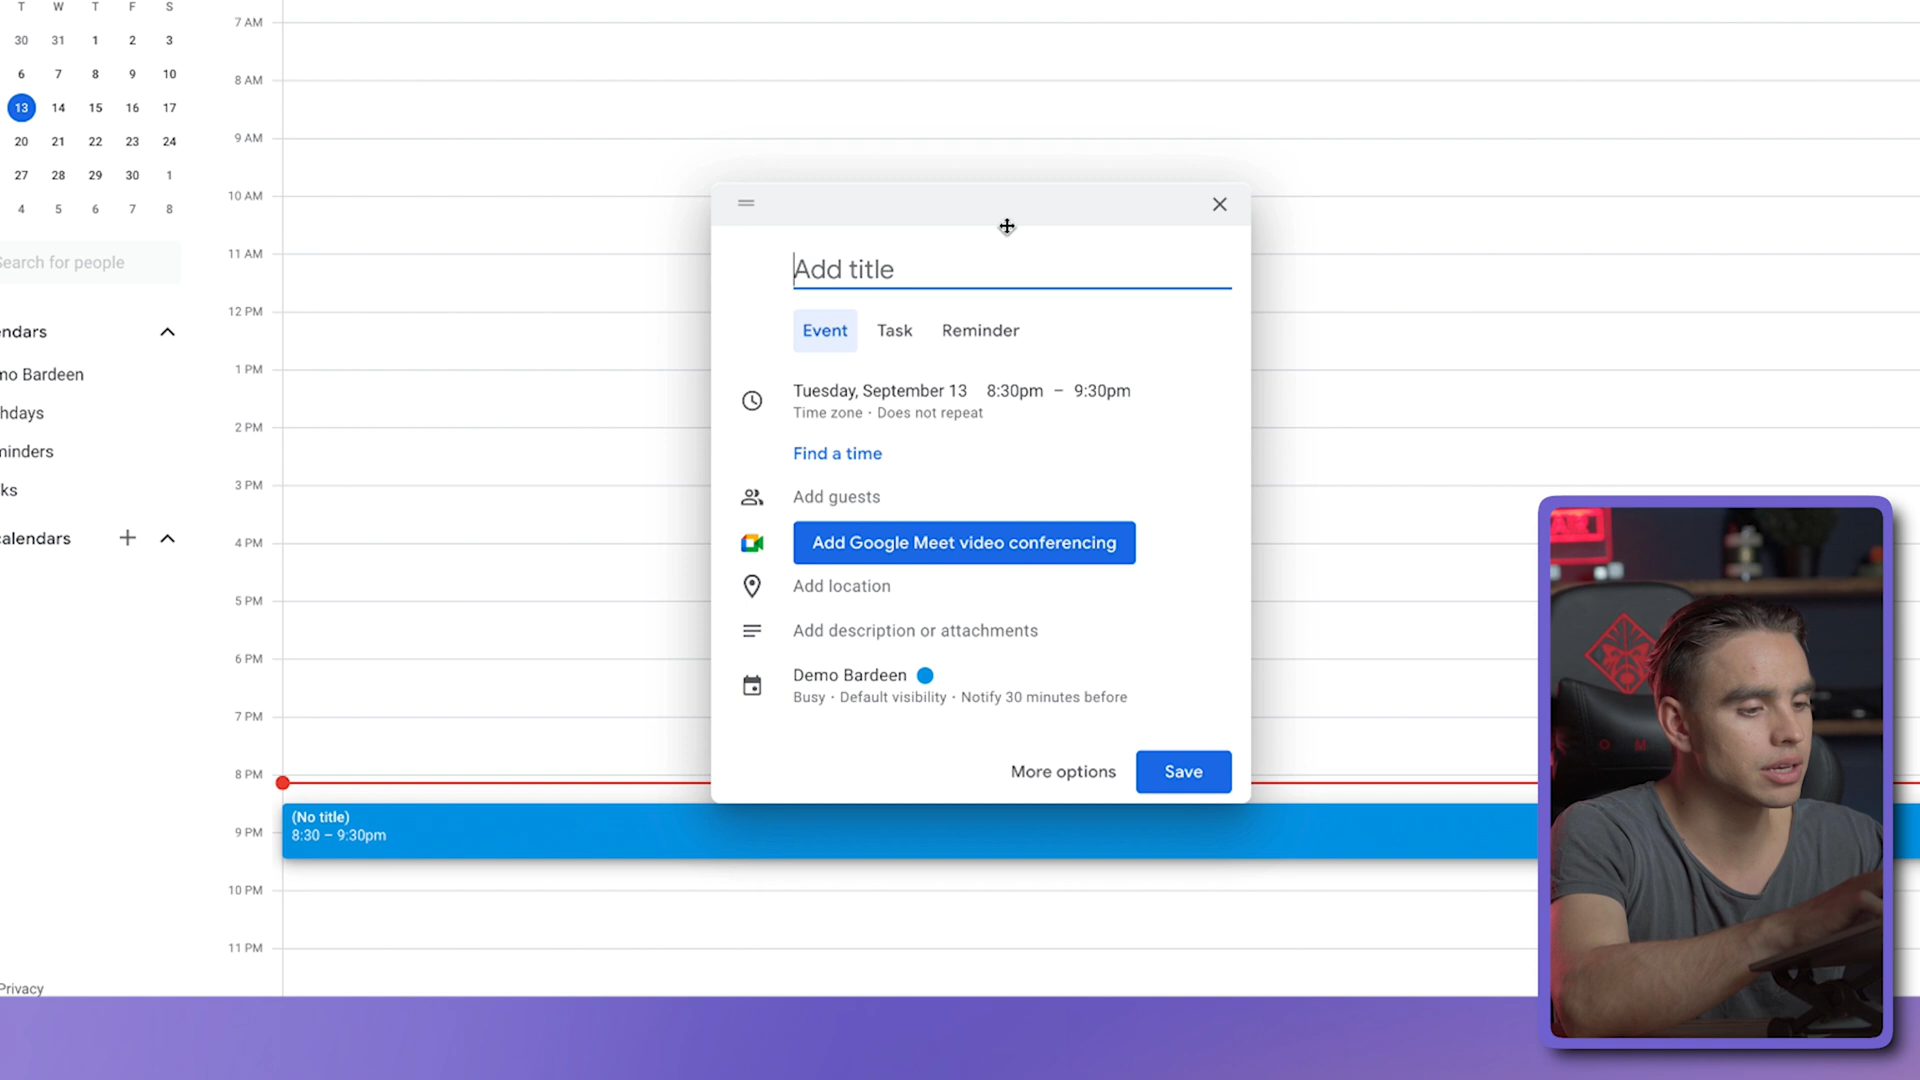 T W T F S
30 31 1 2 3
6 7 8 9 10
13 14 15 16 17
20 21 22 23 24
27 28 29 30 1
4 5 6 7 8
Search for people
endars
mo Bardeen
hdays
minders
ks
calendars
Privacy
7 AM
8 AM
9 AM
10 AM
11 AM
12 PM
1 PM
2 PM
3 PM
4 PM
5 PM
6 PM
7 PM
8 PM
9 PM
10 PM
11 PM
Add title
Event Task Reminder
Tuesday, September 13 8:30pm – 9:30pm
Time zone · Does not repeat
Find a time
Add guests
Add Google Meet video conferencing
Add location
Add description or attachments
Demo Bardeen
Busy · Default visibility · Notify 30 minutes before
More options Save
(No title)
8:30 – 9:30pm
O M